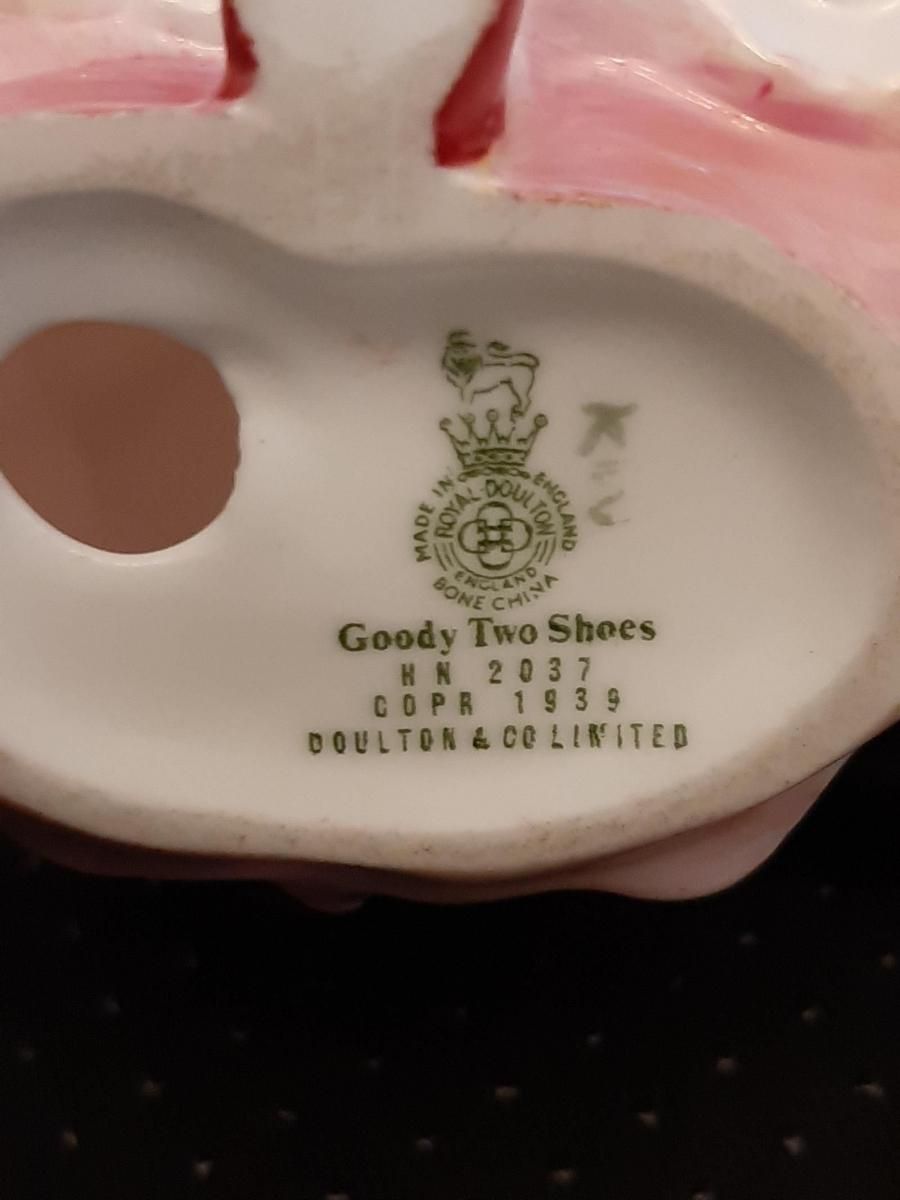 MADE IN ENGLAND
ROYAL DOULTON
ENGLAND
BONE CHINA
Goody Two Shoes
HN 2037
COPR 1939
DOULTON & CO LIMITED